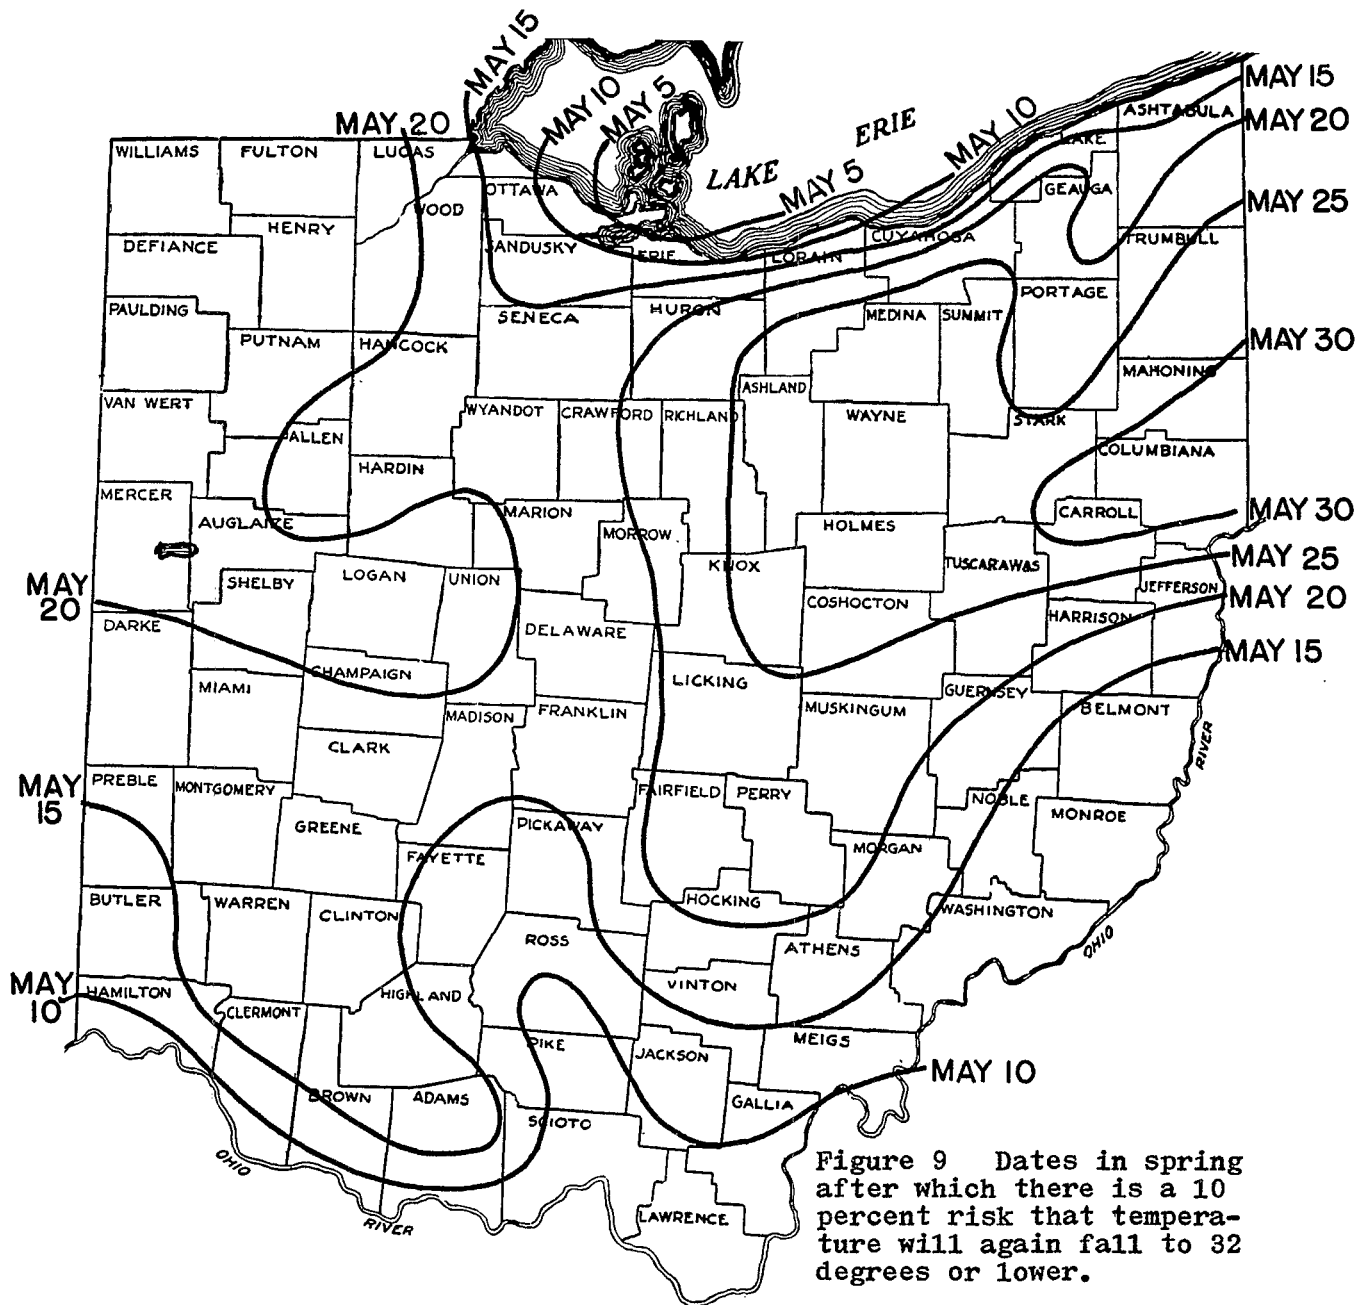 MAY 15
MAY 10
MAY 5
MAY 20
LAKE ERIE
MAY 5
MAY 10
MAY 15
MAY 20
MAY 25
MAY 30
MAY 30
MAY 25
MAY 20
MAY 15
MAY 10
MAY
20
MAY
15
MAY
10
WILLIAMS
FULTON
LUCAS
OTTAWA
WOOD
HENRY
DEFIANCE
SANDUSKY
ERIE
LORAIN
CUYAHOGA
LAKE
ASHTABULA
GEAUGA
TRUMBULL
PAULDING
PUTNAM
HANCOCK
SENECA
HURON
MEDINA
SUMMIT
PORTAGE
MAHONING
VAN WERT
ALLEN
WYANDOT
CRAWFORD
RICHLAND
ASHLAND
WAYNE
STARK
COLUMBIANA
HARDIN
MERCER
AUGLAIZE
MARION
MORROW
HOLMES
CARROLL
SHELBY
LOGAN
UNION
KNOX
TUSCARAWAS
JEFFERSON
DARKE
DELAWARE
COSHOCTON
HARRISON
MIAMI
CHAMPAIGN
LICKING
GUERNSEY
BELMONT
MADISON
FRANKLIN
MUSKINGUM
CLARK
RIVER
PREBLE
MONTGOMERY
FAIRFIELD
PERRY
NOBLE
MONROE
GREENE
PICKAWAY
MORGAN
FAYETTE
BUTLER
WARREN
CLINTON
HOCKING
WASHINGTON
ROSS
ATHENS
OHIO
HAMILTON
CLERMONT
HIGHLAND
VINTON
PIKE
JACKSON
MEIGS
BROWN
ADAMS
SCIOTO
GALLIA
OHIO
RIVER
LAWRENCE
Figure 9 Dates in spring
after which there is a 10
percent risk that tempera-
ture will again fall to 32
degrees or lower.